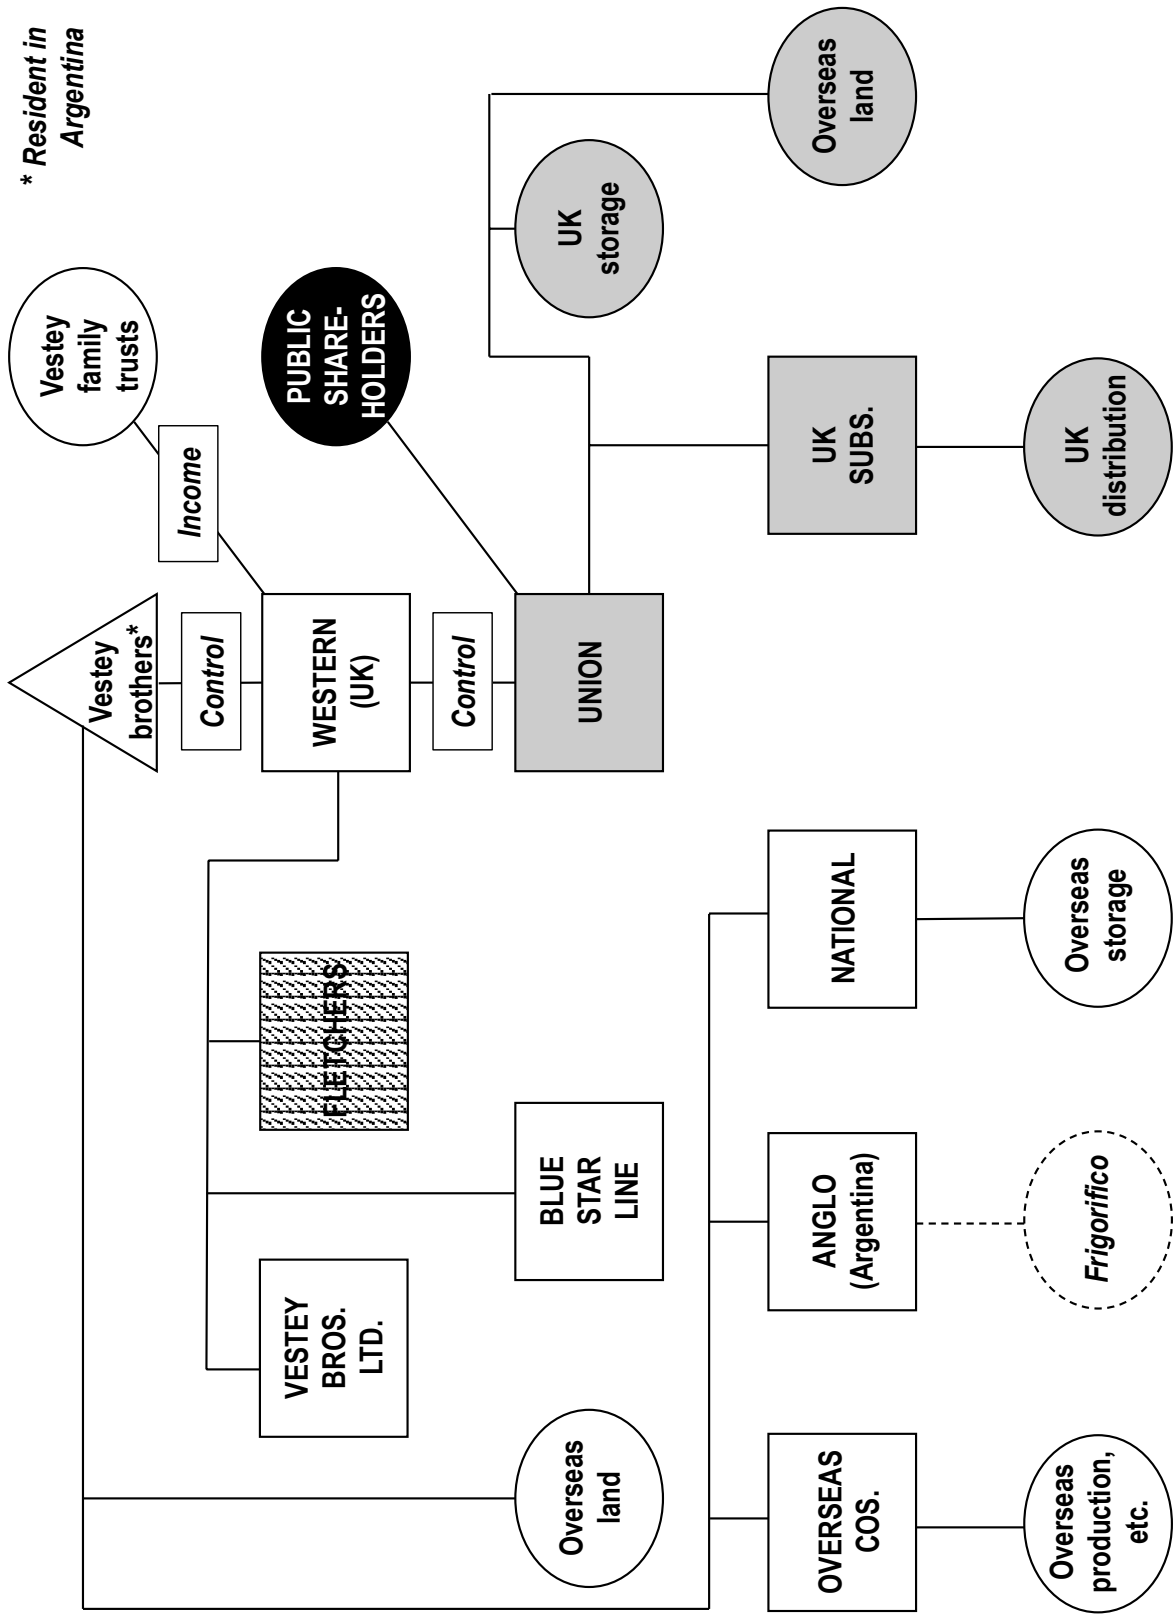 * Resident in
Argentina
Vestey
brothers*
Vestey
family
trusts
Control
Income
VESTEY
BROS.
LTD.
FLETCHERS
WESTERN
(UK)
PUBLIC
SHARE-
HOLDERS
Control
Overseas
land
BLUE
STAR
LINE
UNION
UK
storage
OVERSEAS
COS.
ANGLO
(Argentina)
NATIONAL
UK
SUBS.
Overseas
land
Overseas
production,
etc.
Frigorifico
Overseas
storage
UK
distribution